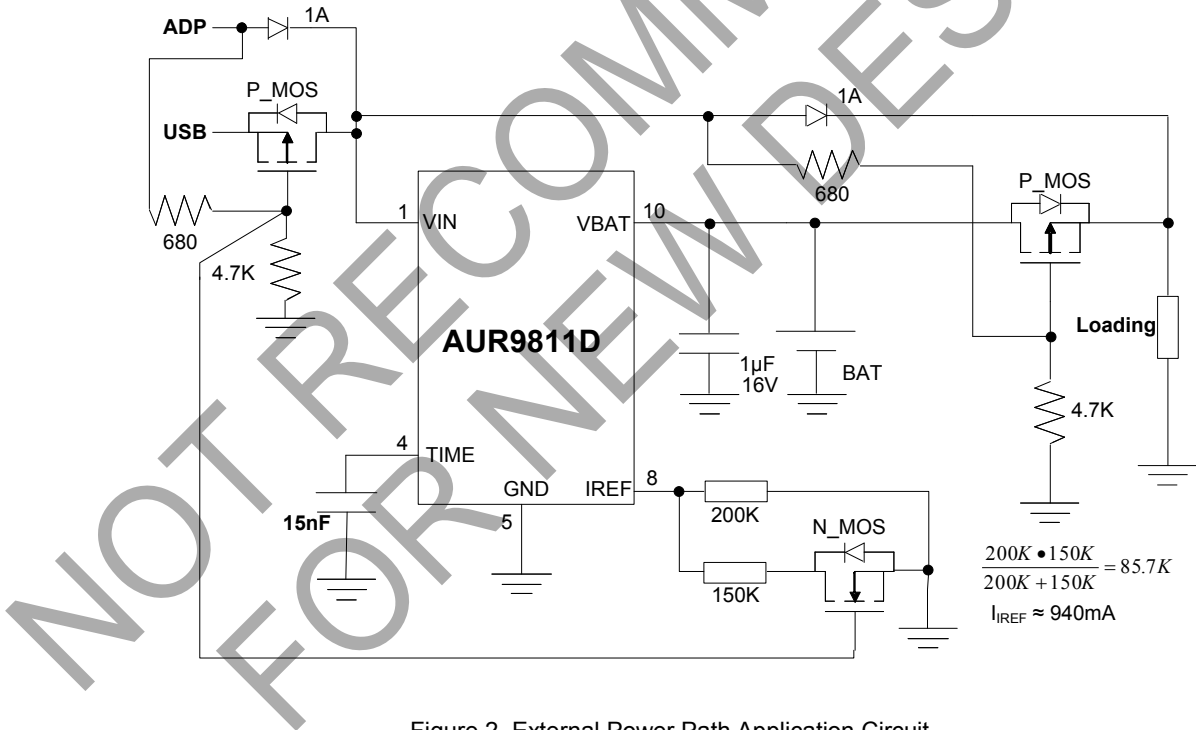 ADP
1A
P_MOS
USB
680
4.7K
1
VIN
VBAT
10
AUR9811D
4
TIME
GND
5
IREF
8
15nF
1µF
16V
BAT
1A
680
P_MOS
Loading
4.7K
200K
150K
N_MOS
200K • 150K
200K + 150K
= 85.7K
IIREF ≈ 940mA
NOT RECOMM
FOR NEW DES
Figure 2. External Power Path Application Circuit